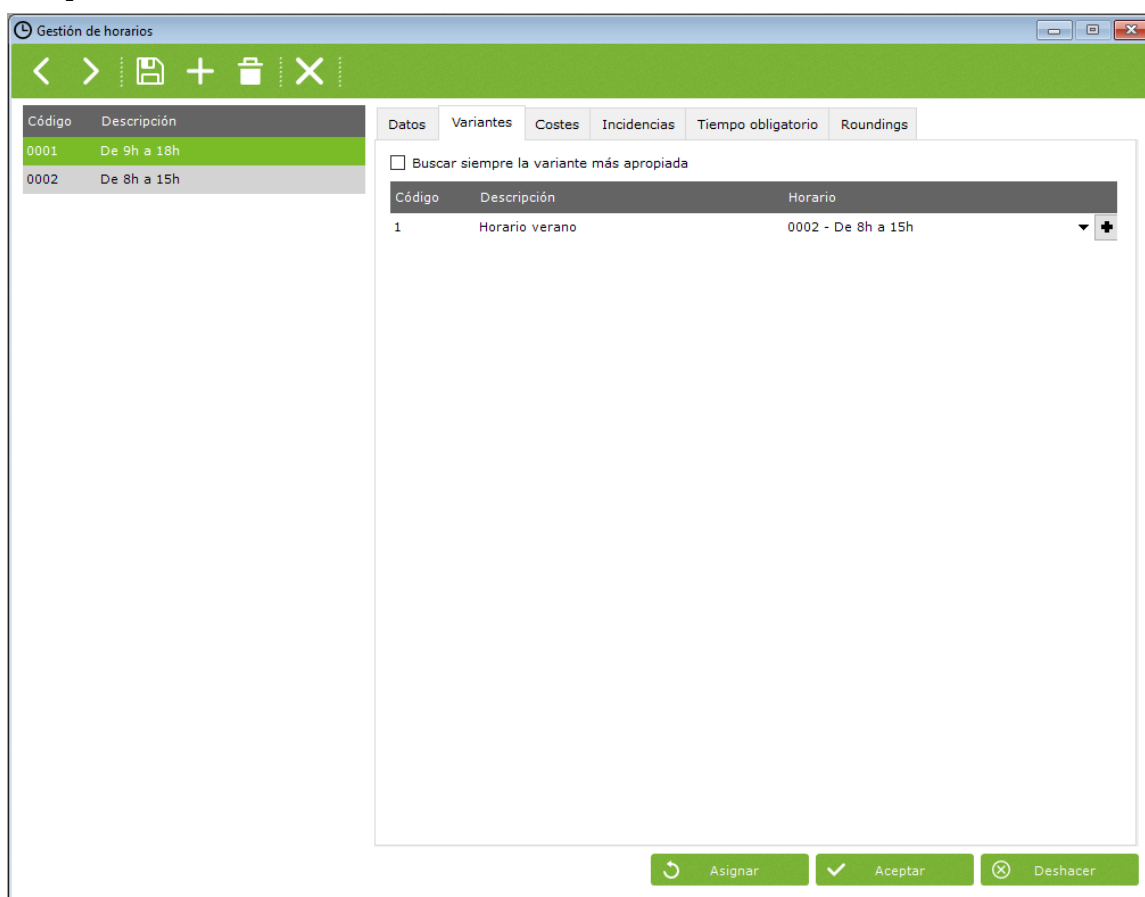 Gestión de horarios
Código Descripción
0001 De 9h a 18h
0002 De 8h a 15h
Datos Variantes Costes Incidencias Tiempo obligatorio Roundings
Buscar siempre la variante más apropiada
Código Descripción Horario
1 Horario verano 0002 - De 8h a 15h
Asignar Aceptar Deshacer